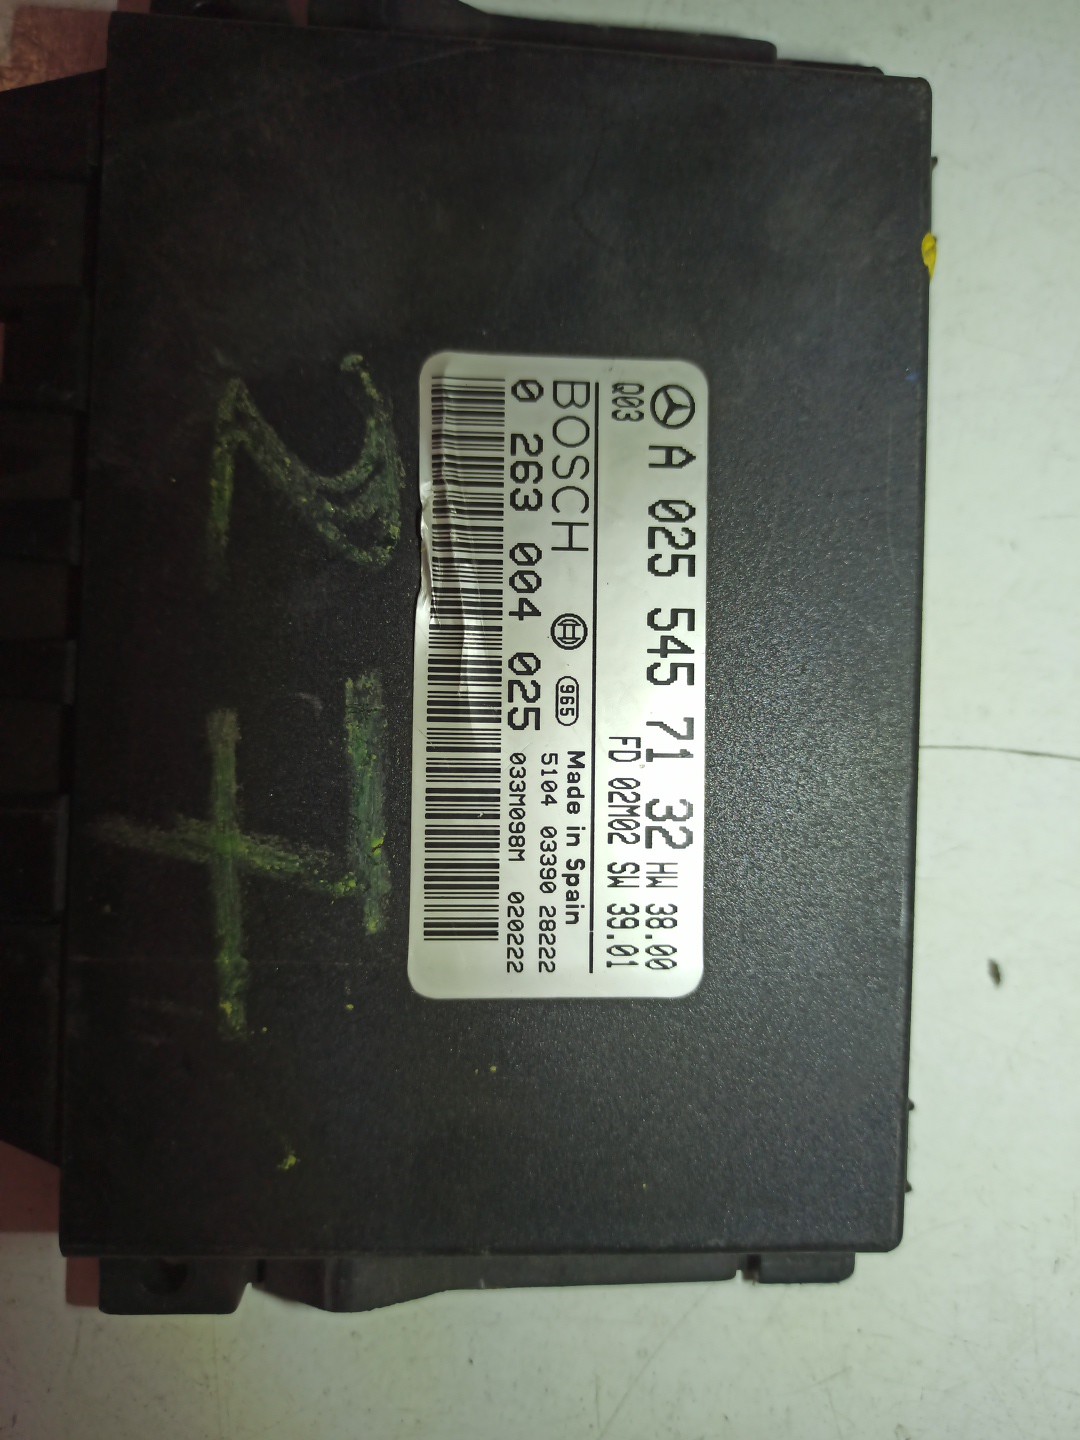 A 025 545 71 32 HW 38.00
Q03 FD 02M02 SW 39.01
BOSCH 965 Made in Spain
5104 03390 28222
0 263 004 025 033M098M 020222